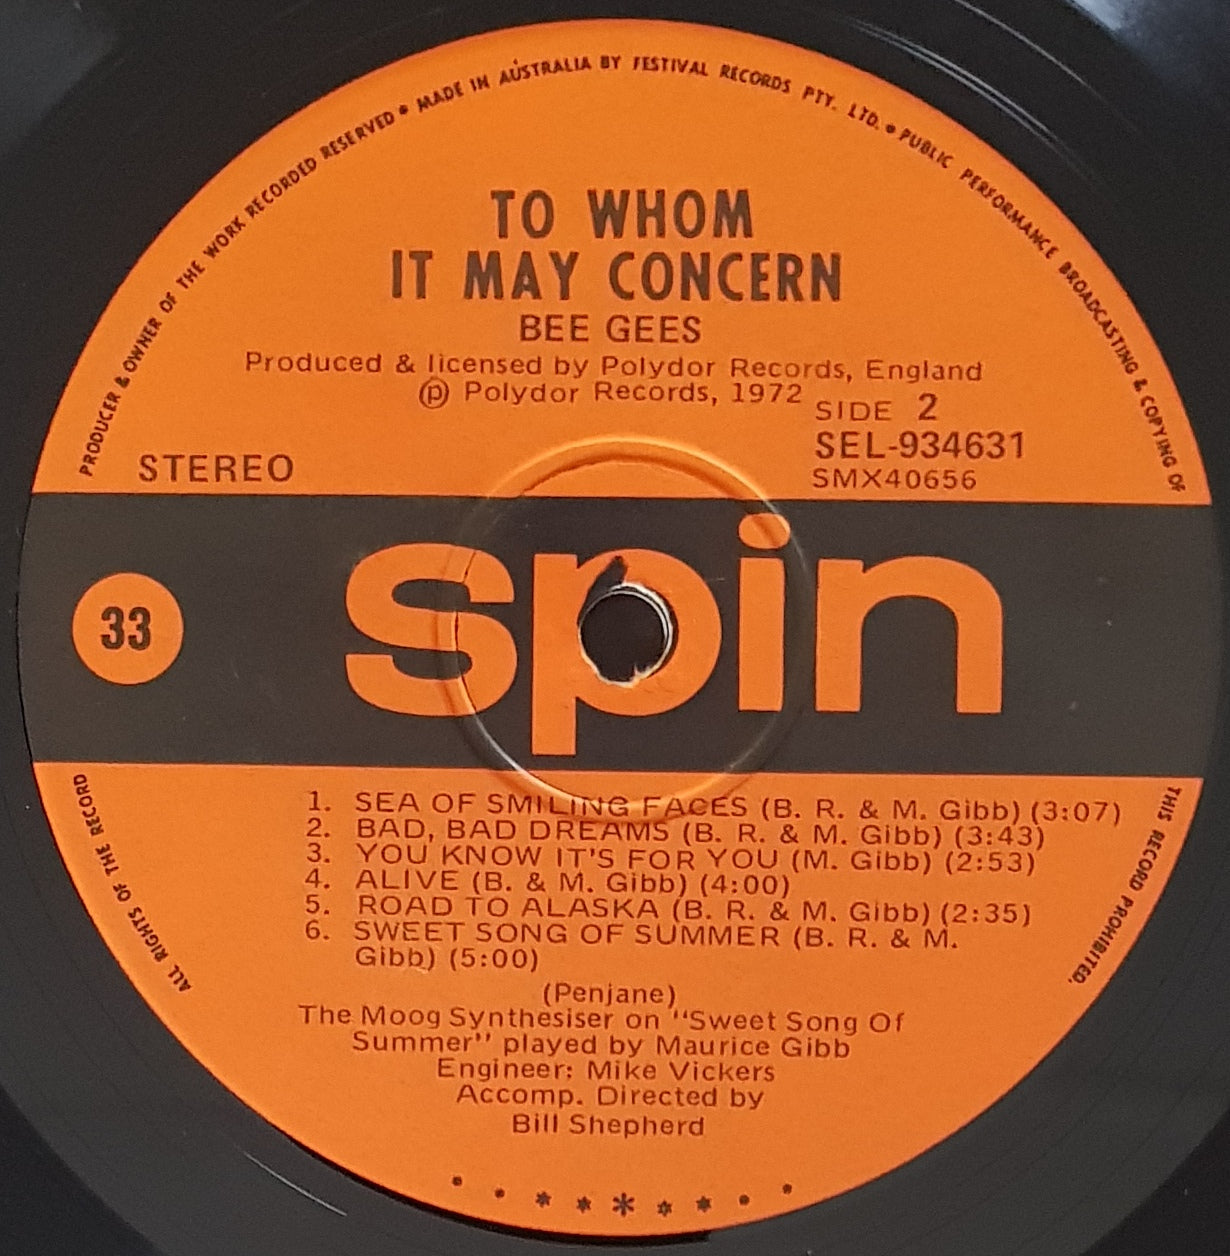 PRODUCER & OWNER OF THE WORK RECORDED RESERVED • MADE IN AUSTRALIA BY FESTIVAL RECORDS PTY. LTD. • PUBLIC PERFORMANCE BROADCASTING & COPYING OF
TO WHOM
IT MAY CONCERN
BEE GEES
Produced & licensed by Polydor Records, England
Ⓟ Polydor Records, 1972
SIDE 2
SEL-934631
STEREO
SMX40656
33
spin
1. SEA OF SMILING FACES (B. R. & M. Gibb) (3:07)
2. BAD, BAD DREAMS (B. R. & M. Gibb) (3:43)
3. YOU KNOW IT'S FOR YOU (M. Gibb) (2:53)
4. ALIVE (B. & M. Gibb) (4:00)
5. ROAD TO ALASKA (B. R. & M. Gibb) (2:35)
6. SWEET SONG OF SUMMER (B. R. & M.
Gibb) (5:00)
(Penjane)
The Moog Synthesiser on "Sweet Song Of
Summer" played by Maurice Gibb
Engineer: Mike Vickers
Accomp. Directed by
Bill Shepherd
ALL RIGHTS OF THE RECORD
THIS RECORD PROHIBITED.